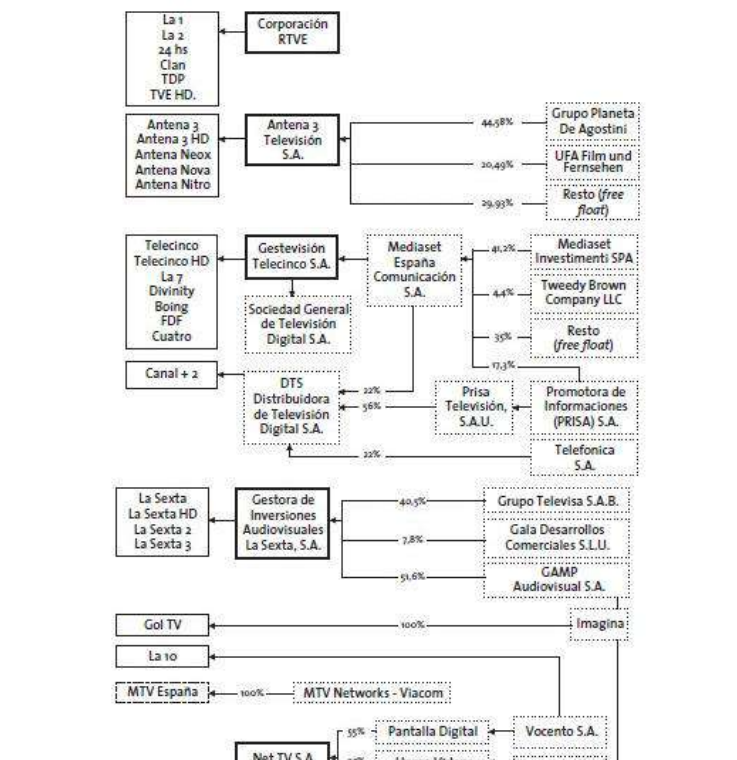 La 1
La 2
24 hs
Clan
TDP
TVE HD.
Corporación
RTVE
Antena 3
Antena 3 HD
Antena Neox
Antena Nova
Antena Nitro
Antena 3
Televisión
S.A.
44,58%
Grupo Planeta
De Agostini
20,49%
UFA Film und
Fernsehen
29,93%
Resto (free
float)
Telecinco
Telecinco HD
La 7
Divinity
Boing
FDF
Cuatro
Gestevisión
Telecinco S.A.
Sociedad General
de Televisión
Digital S.A.
Mediaset
España
Comunicación
S.A.
41,2%
Mediaset
Investimenti SPA
4,4%
Tweedy Brown
Company LLC
35%
Resto
(free float)
17,3%
Canal + 2
DTS
Distribuidora
de Televisión
Digital S.A.
22%
56%
Prisa
Televisión,
S.A.U.
Promotora de
Informaciones
(PRISA) S.A.
22%
Telefonica
S.A.
La Sexta
La Sexta HD
La Sexta 2
La Sexta 3
Gestora de
Inversiones
Audiovisuales
La Sexta, S.A.
40,5%
Grupo Televisa S.A.B.
7,8%
Gala Desarrollos
Comerciales S.L.U.
51,6%
GAMP
Audiovisual S.A.
Gol TV
100%
Imagina
La 10
MTV España
100%
MTV Networks - Viacom
55%
Pantalla Digital
Vocento S.A.
Net TV S.A.